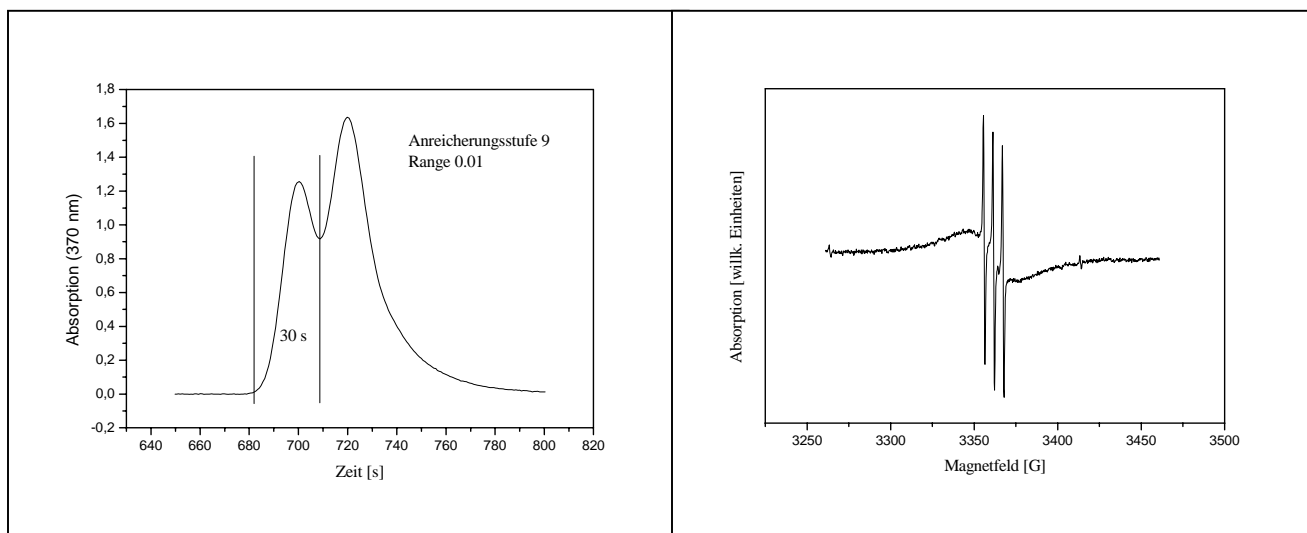 1,8
1,6
1,4
1,2
1,0
0,8
0,6
0,4
0,2
0,0
-0,2
Absorption (370 nm)
Anreicherungsstufe 9
Range 0.01
30 s
640 660 680 700 720 740 760 780 800 820
Zeit [s]
Absorption [willk. Einheiten]
3250 3300 3350 3400 3450 3500
Magnetfeld [G]